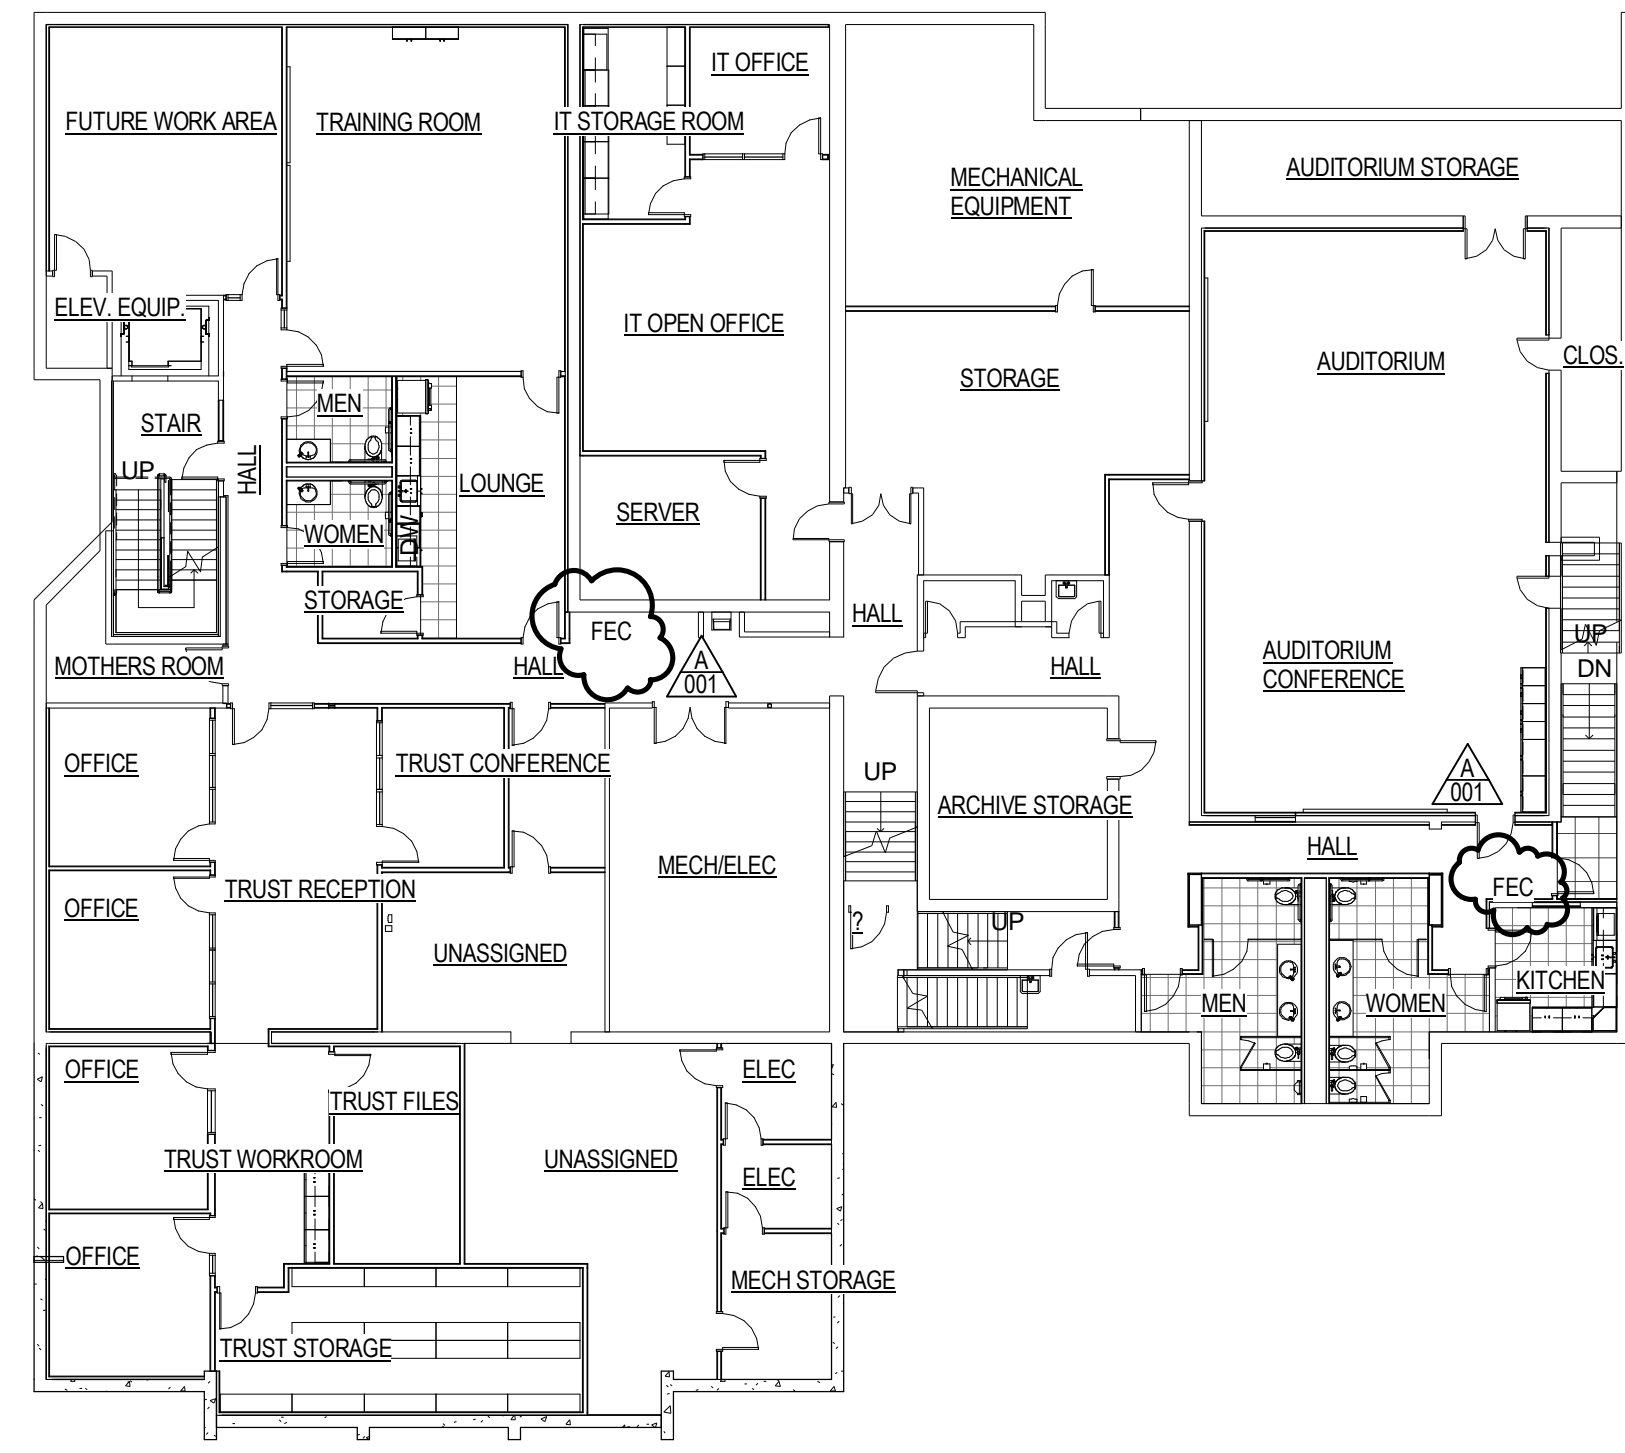 IT OFFICE
FUTURE WORK AREA
TRAINING ROOM
IT STORAGE ROOM
AUDITORIUM STORAGE
MECHANICAL
EQUIPMENT
ELEV. EQUIP.
IT OPEN OFFICE
CLOS.
AUDITORIUM
STORAGE
MEN
STAIR
UP
HALL
LOUNGE
SERVER
WOMEN
DW
STORAGE
HALL
FEC
UP
AUDITORIUM
CONFERENCE
MOTHERS ROOM
HALL
A
001
HALL
DN
OFFICE
TRUST CONFERENCE
UP
A
001
ARCHIVE STORAGE
HALL
MECH/ELEC
TRUST RECEPTION
FEC
OFFICE
?
UP
UNASSIGNED
KITCHEN
MEN
WOMEN
OFFICE
ELEC
TRUST FILES
TRUST WORKROOM
UNASSIGNED
ELEC
OFFICE
MECH STORAGE
TRUST STORAGE